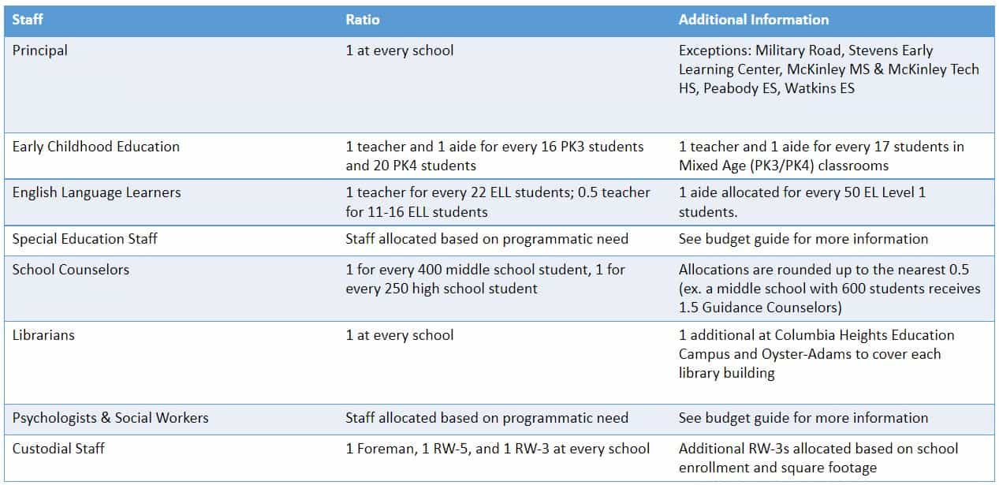 Staff Ratio Additional Information
Principal 1 at every school Exceptions: Military Road, Stevens Early
Learning Center, McKinley MS & McKinley Tech
HS, Peabody ES, Watkins ES
Early Childhood Education 1 teacher and 1 aide for every 16 PK3 students 1 teacher and 1 aide for every 17 students in
and 20 PK4 students Mixed Age (PK3/PK4) classrooms
English Language Learners 1 teacher for every 22 ELL students; 0.5 teacher 1 aide allocated for every 50 EL Level 1
for 11-16 ELL students students.
Special Education Staff Staff allocated based on programmatic need See budget guide for more information
School Counselors 1 for every 400 middle school student, 1 for Allocations are rounded up to the nearest 0.5
every 250 high school student (ex. a middle school with 600 students receives
1.5 Guidance Counselors)
Librarians 1 at every school 1 additional at Columbia Heights Education
Campus and Oyster-Adams to cover each
library building
Psychologists & Social Workers Staff allocated based on programmatic need See budget guide for more information
Custodial Staff 1 Foreman, 1 RW-5, and 1 RW-3 at every school Additional RW-3s allocated based on school
enrollment and square footage